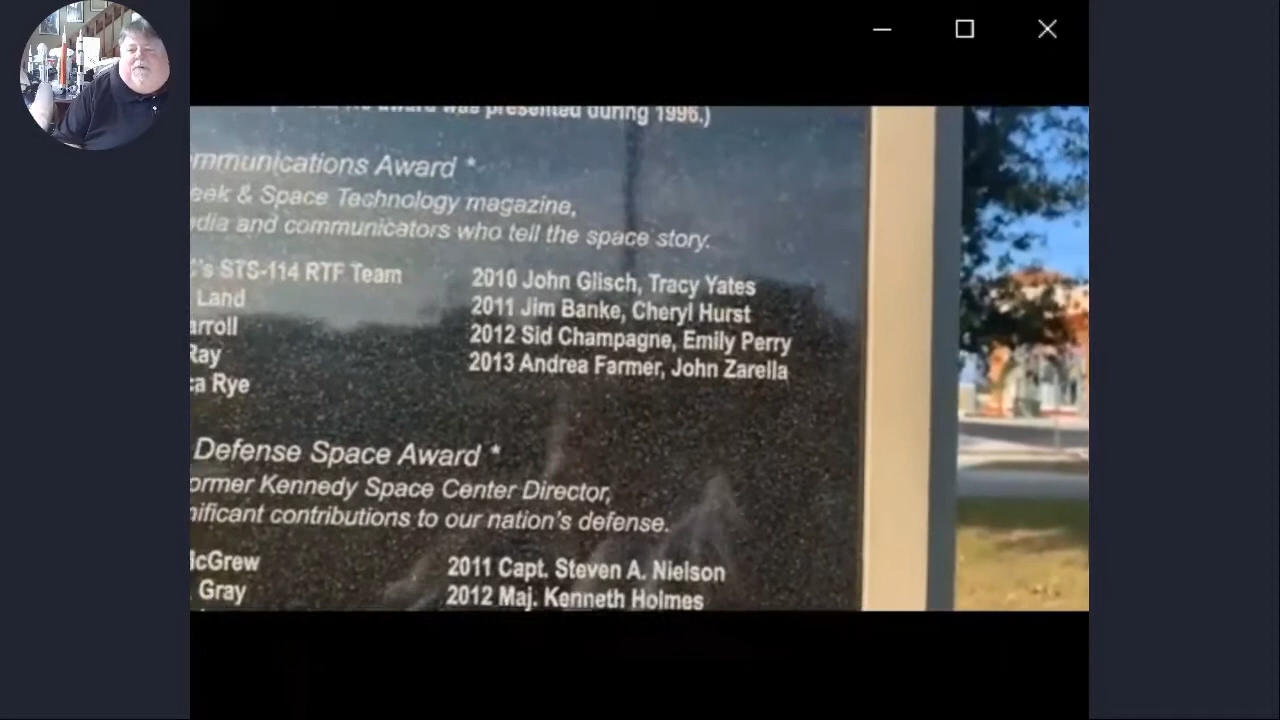 award was presented during 1996.)
mmunications Award *
eek & Space Technology magazine,
dia and communicators who tell the space story.
's STS-114 RTF Team
Land
arroll
Ray
ca Rye
2010 John Glisch, Tracy Yates
2011 Jim Banke, Cheryl Hurst
2012 Sid Champagne, Emily Perry
2013 Andrea Farmer, John Zarella
Defense Space Award *
ormer Kennedy Space Center Director,
nificant contributions to our nation's defense.
cGrew
Gray
2011 Capt. Steven A. Nielson
2012 Maj. Kenneth Holmes